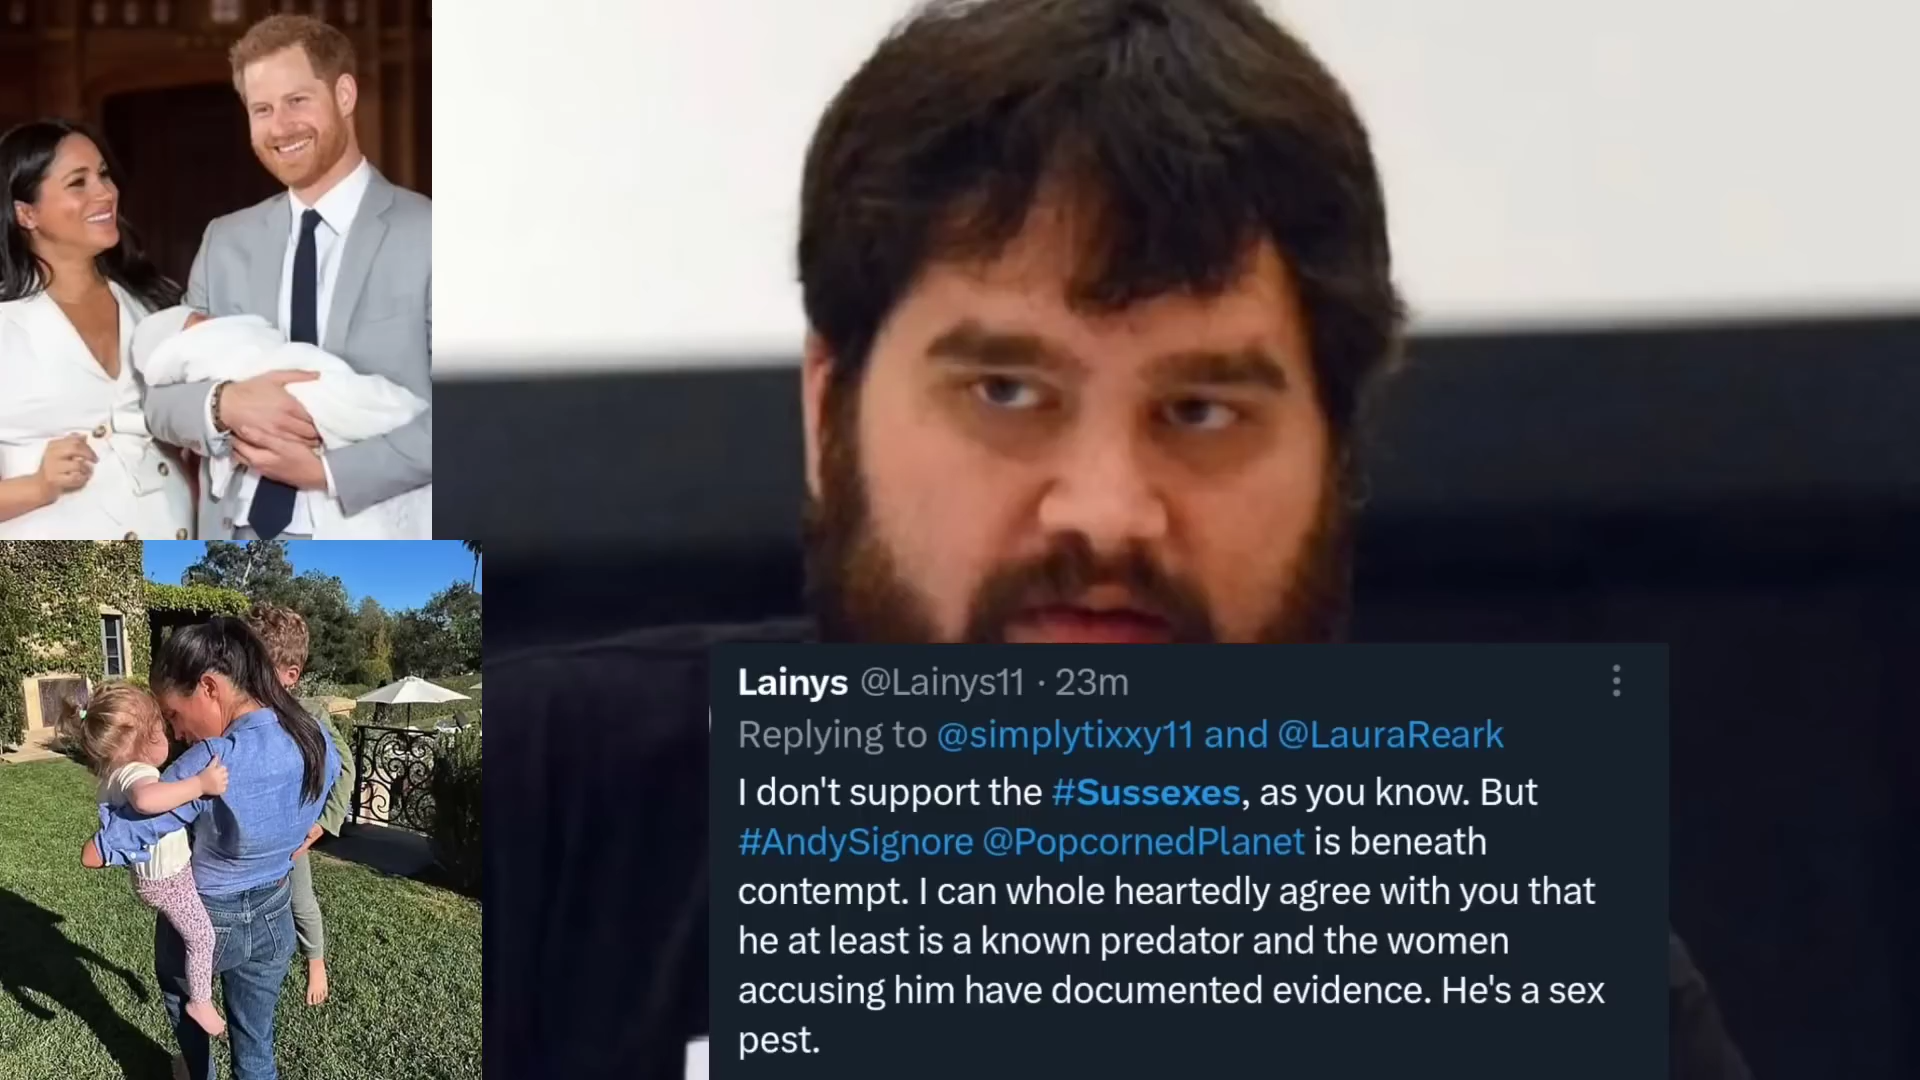 Lainys @Lainys11 · 23m
Replying to @simplytixxy11 and @LauraReark
I don't support the #Sussexes, as you know. But
#AndySignore @PopcornedPlanet is beneath
contempt. I can whole heartedly agree with you that
he at least is a known predator and the women
accusing him have documented evidence. He's a sex
pest.